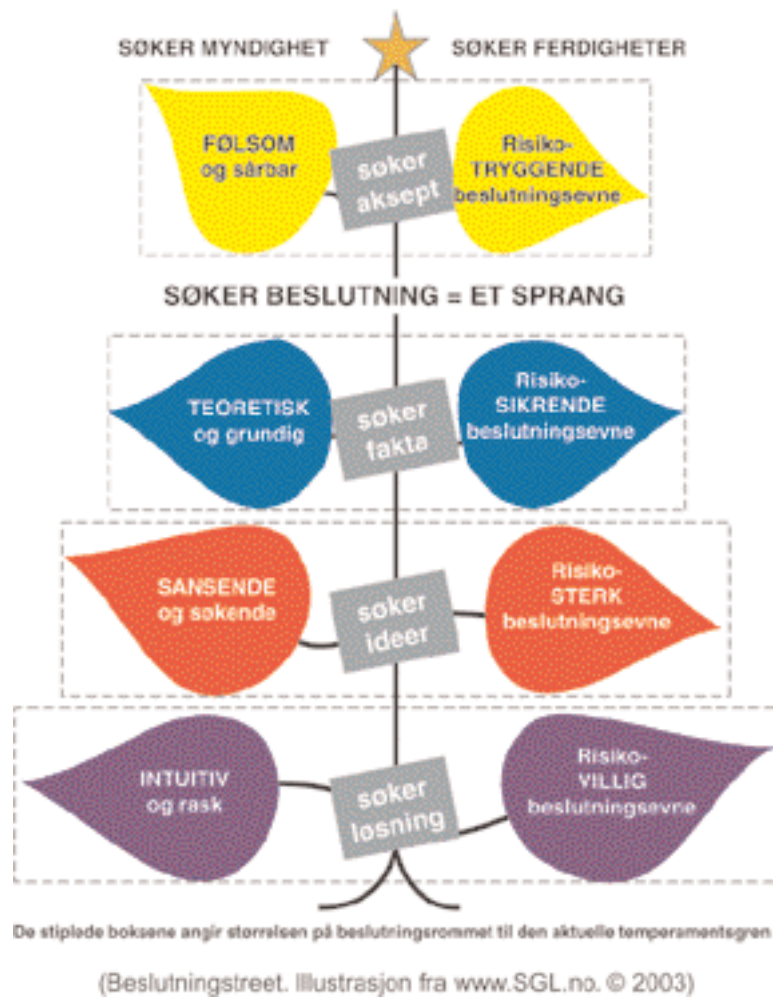 SØKER MYNDIGHET
SØKER FERDIGHETER
FØLSOM
og sårbar
søker
aksept
Risiko-
TRYGGENDE
beslutningsevne
SØKER BESLUTNING = ET SPRANG
TEORETISK
og grundig
søker
fakta
Risiko-
SIKRENDE
beslutningsevne
SANSENDE
og søkende
søker
ideer
Risiko-
STERK
beslutningsevne
INTUITIV
og rask
søker
løsning
Risiko-
VILLIG
beslutningsevne
De stiplede boksene angir størrelsen på beslutningsrommet til den aktuelle temperamentsgren
(Beslutningstreet. Illustrasjon fra www.SGL.no. © 2003)